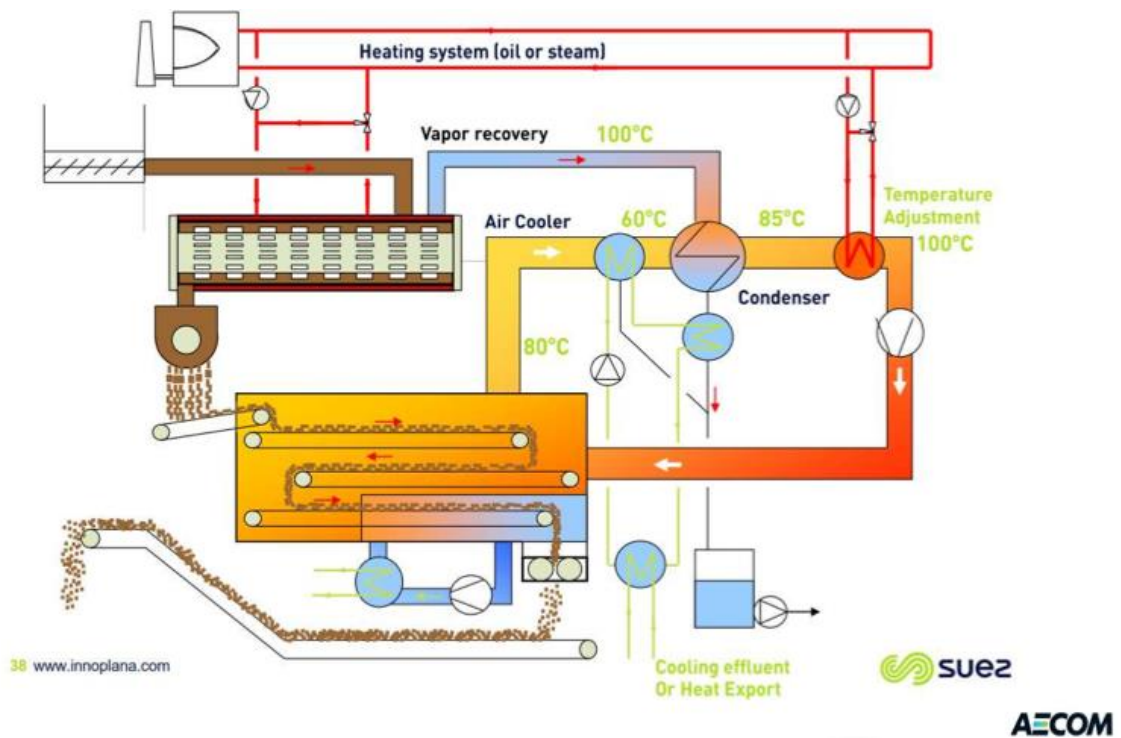 Heating system (oil or steam)
Vapor recovery
100°C
Temperature
Adjustment
100°C
Air Cooler
60°C
85°C
Condenser
80°C
38 www.innoplana.com
Cooling effluent
Or Heat Export
suez
AECOM